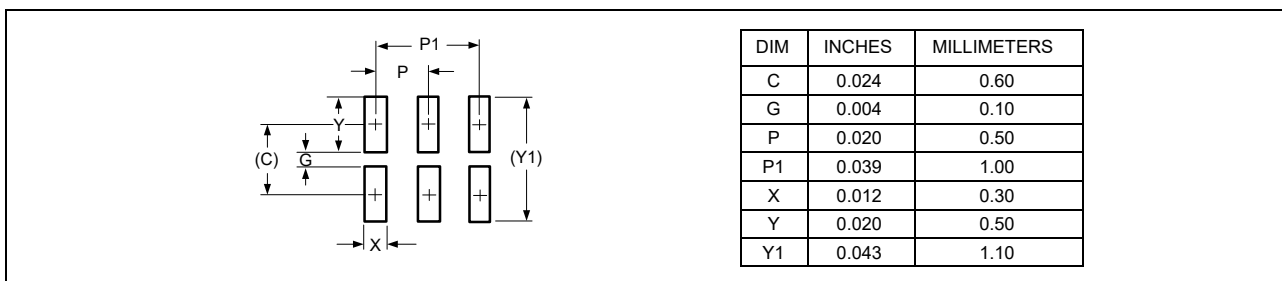 P1
P
Y
(C)
G
(Y1)
X
DIM INCHES MILLIMETERS
C 0.024 0.60
G 0.004 0.10
P 0.020 0.50
P1 0.039 1.00
X 0.012 0.30
Y 0.020 0.50
Y1 0.043 1.10